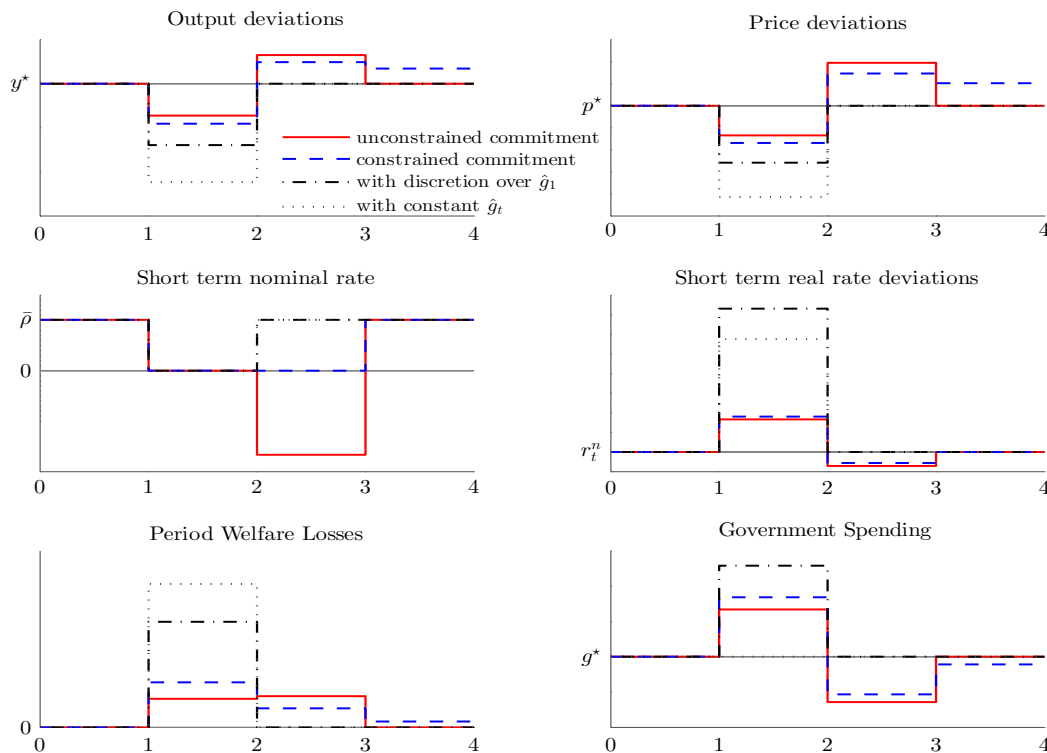 Output deviations
y⋆
unconstrained commitment
constrained commitment
with discretion over ĝ₁
with constant ĝₜ
0 1 2 3 4
Price deviations
p⋆
0 1 2 3 4
Short term nominal rate
ρ̄
0
0 1 2 3 4
Short term real rate deviations
rₜⁿ
0 1 2 3 4
Period Welfare Losses
0
0 1 2 3 4
Government Spending
g⋆
0 1 2 3 4